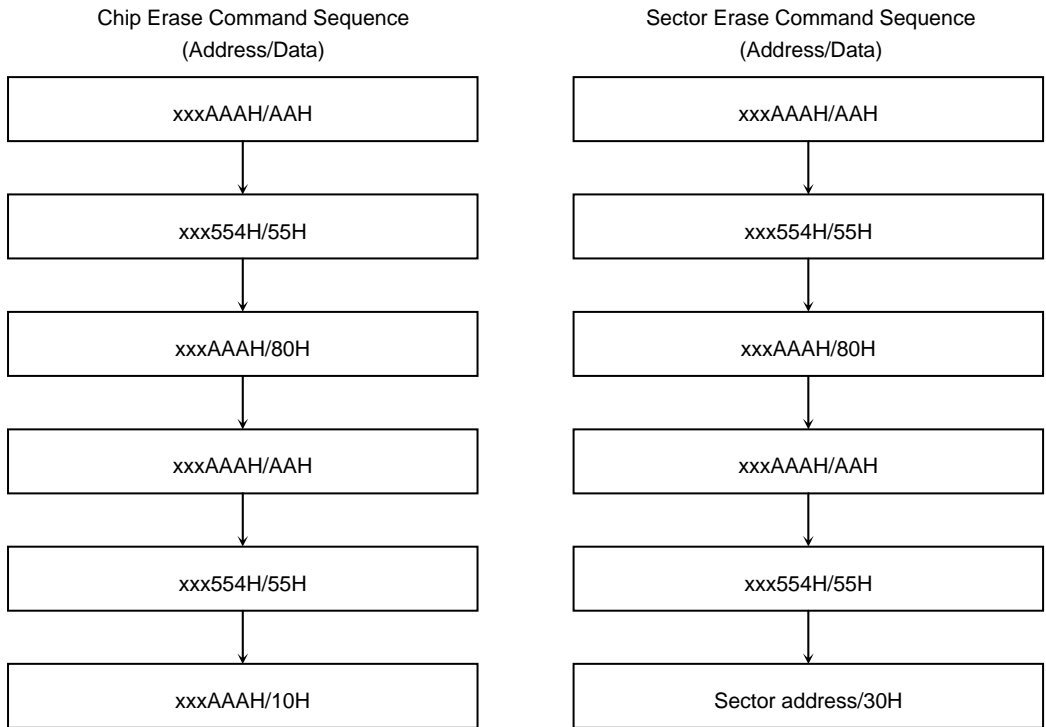 Chip Erase Command Sequence
(Address/Data)
xxxAAAH/AAH
xxx554H/55H
xxxAAAH/80H
xxxAAAH/AAH
xxx554H/55H
xxxAAAH/10H
Sector Erase Command Sequence
(Address/Data)
xxxAAAH/AAH
xxx554H/55H
xxxAAAH/80H
xxxAAAH/AAH
xxx554H/55H
Sector address/30H